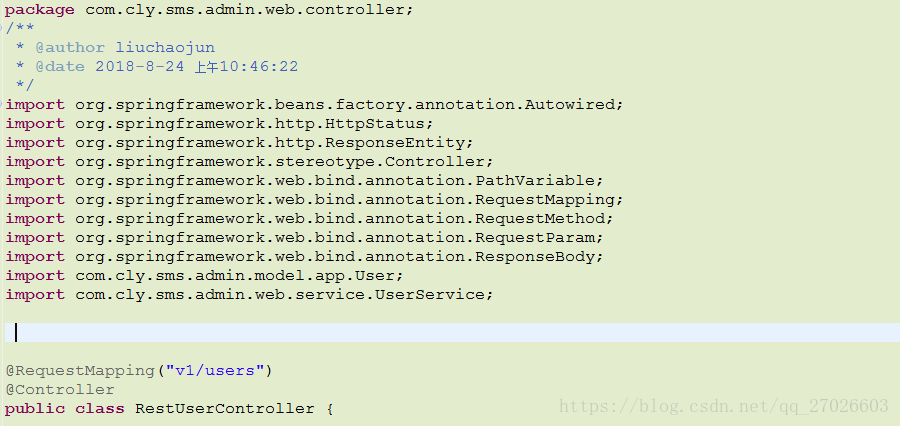 package com.cly.sms.admin.web.controller;
/**
 * @author liuchaojun
 * @date 2018-8-24 上午10:46:22
 */
import org.springframework.beans.factory.annotation.Autowired;
import org.springframework.http.HttpStatus;
import org.springframework.http.ResponseEntity;
import org.springframework.stereotype.Controller;
import org.springframework.web.bind.annotation.PathVariable;
import org.springframework.web.bind.annotation.RequestMapping;
import org.springframework.web.bind.annotation.RequestMethod;
import org.springframework.web.bind.annotation.RequestParam;
import org.springframework.web.bind.annotation.ResponseBody;
import com.cly.sms.admin.model.app.User;
import com.cly.sms.admin.web.service.UserService;
@RequestMapping("v1/users")
@Controller
public class RestUserController {
https://blog.csdn.net/qq_27026603